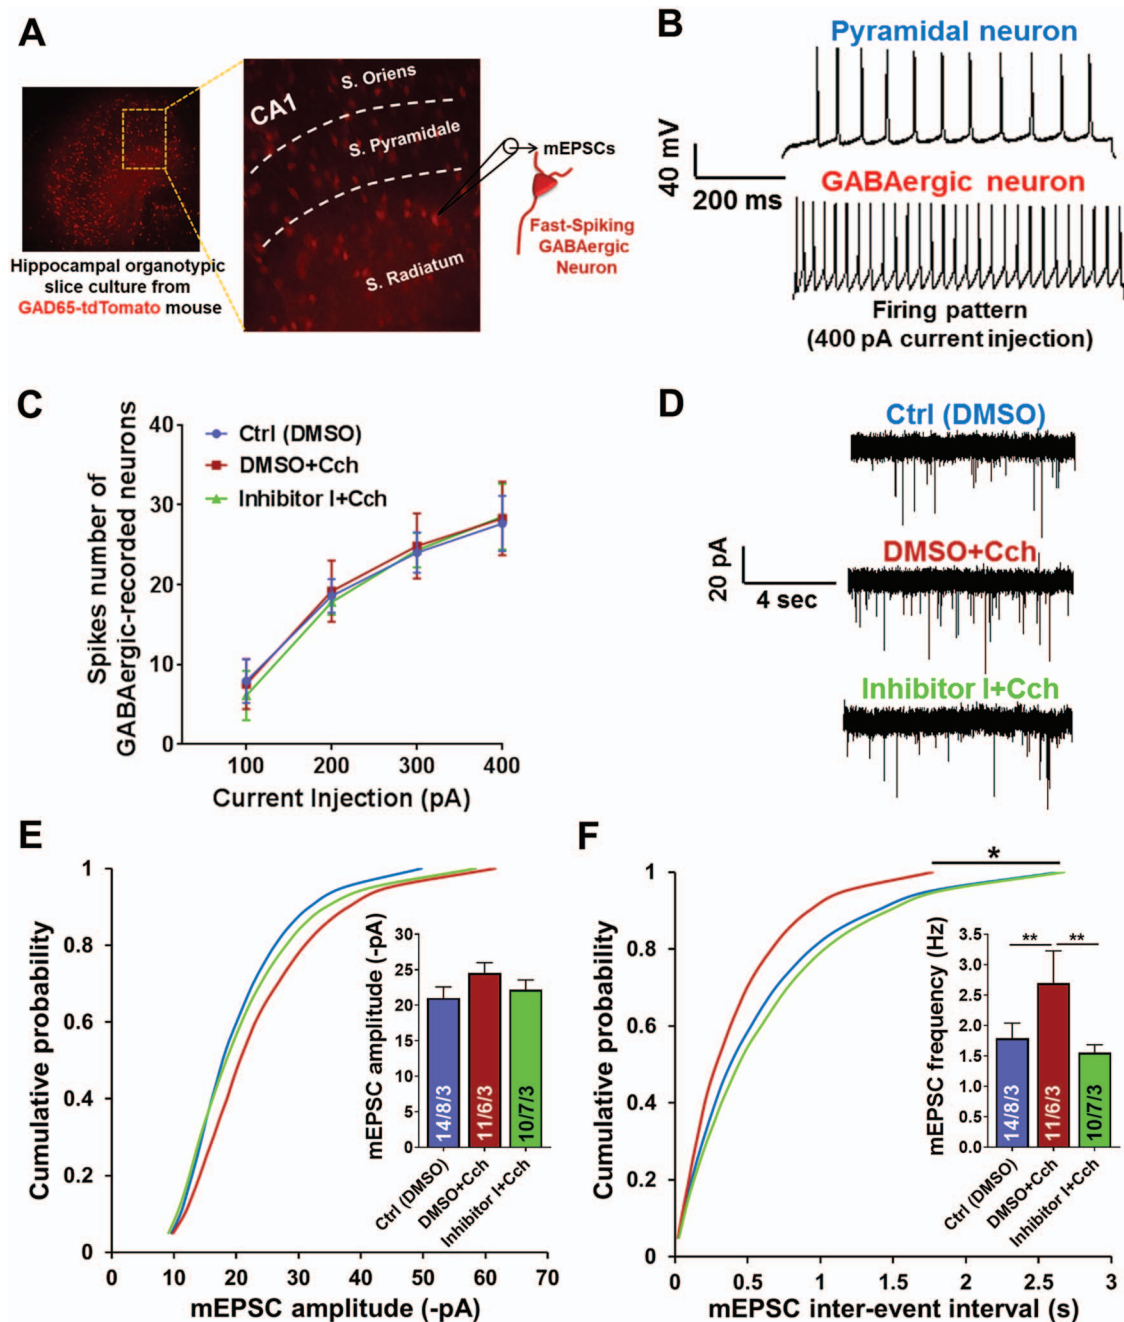 A
CA1
S. Oriens
S. Pyramidale
S. Radiatum
mEPSCs
Fast-Spiking
GABAergic
Neuron
Hippocampal organotypic
slice culture from
GAD65-tdTomato mouse
B
Pyramidal neuron
40 mV
200 ms
GABAergic neuron
Firing pattern
(400 pA current injection)
C
Spikes number of
GABAergic-recorded neurons
40
30
20
10
0
Ctrl (DMSO)
DMSO+Cch
Inhibitor I+Cch
100
200
300
400
Current Injection (pA)
D
Ctrl (DMSO)
DMSO+Cch
20 pA
4 sec
Inhibitor I+Cch
E
Cumulative probability
1
0.8
0.6
0.4
0.2
0
0 10 20 30 40 50 60 70
mEPSC amplitude (-pA)
mEPSC amplitude (-pA)
30
25
20
15
10
5
0
14/8/3
11/6/3
10/7/3
Ctrl (DMSO)
DMSO+Cch
Inhibitor I+Cch
F
Cumulative probability
1
0.8
0.6
0.4
0.2
0
0 0.5 1 1.5 2 2.5 3
mEPSC inter-event interval (s)
*
mEPSC frequency (Hz)
3.5
3.0
2.5
2.0
1.5
1.0
0.5
0.0
** **
14/8/3
11/6/3
10/7/3
Ctrl (DMSO)
DMSO+Cch
Inhibitor I+Cch